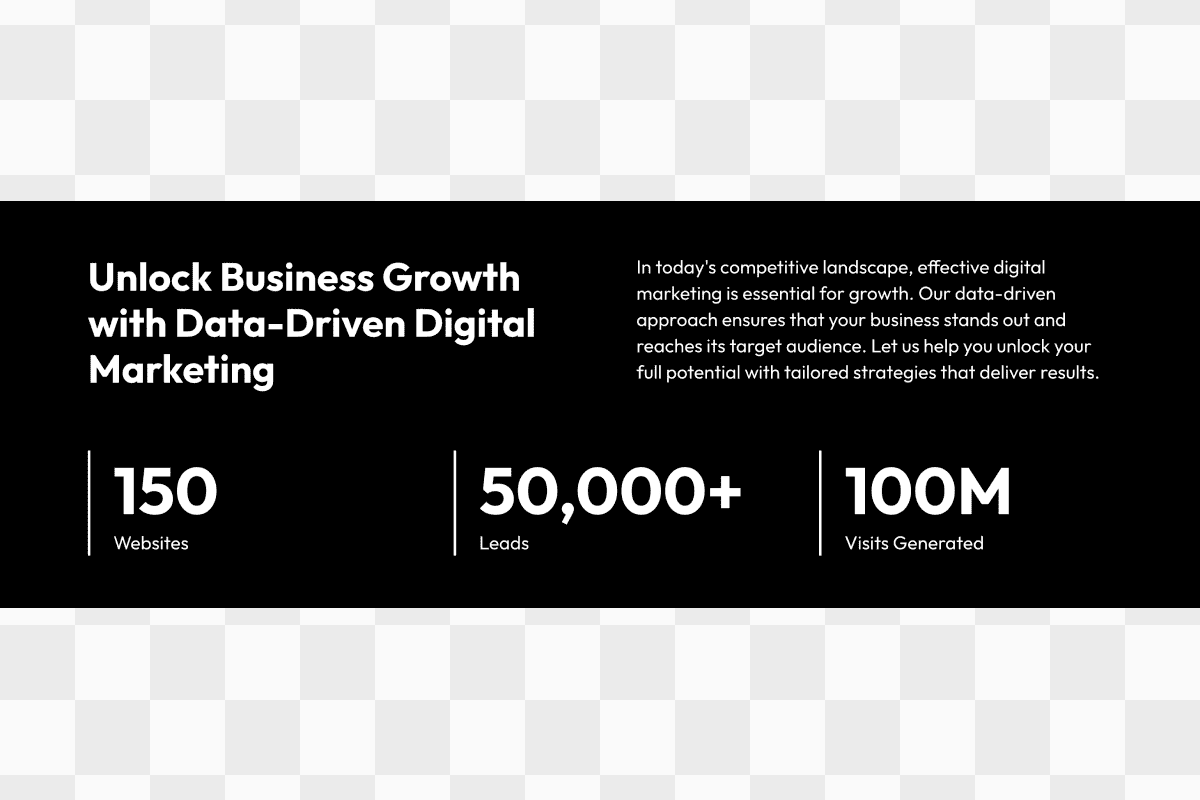 Unlock Business Growth
with Data-Driven Digital
Marketing
In today's competitive landscape, effective digital
marketing is essential for growth. Our data-driven
approach ensures that your business stands out and
reaches its target audience. Let us help you unlock your
full potential with tailored strategies that deliver results.
150
Websites
50,000+
Leads
100M
Visits Generated